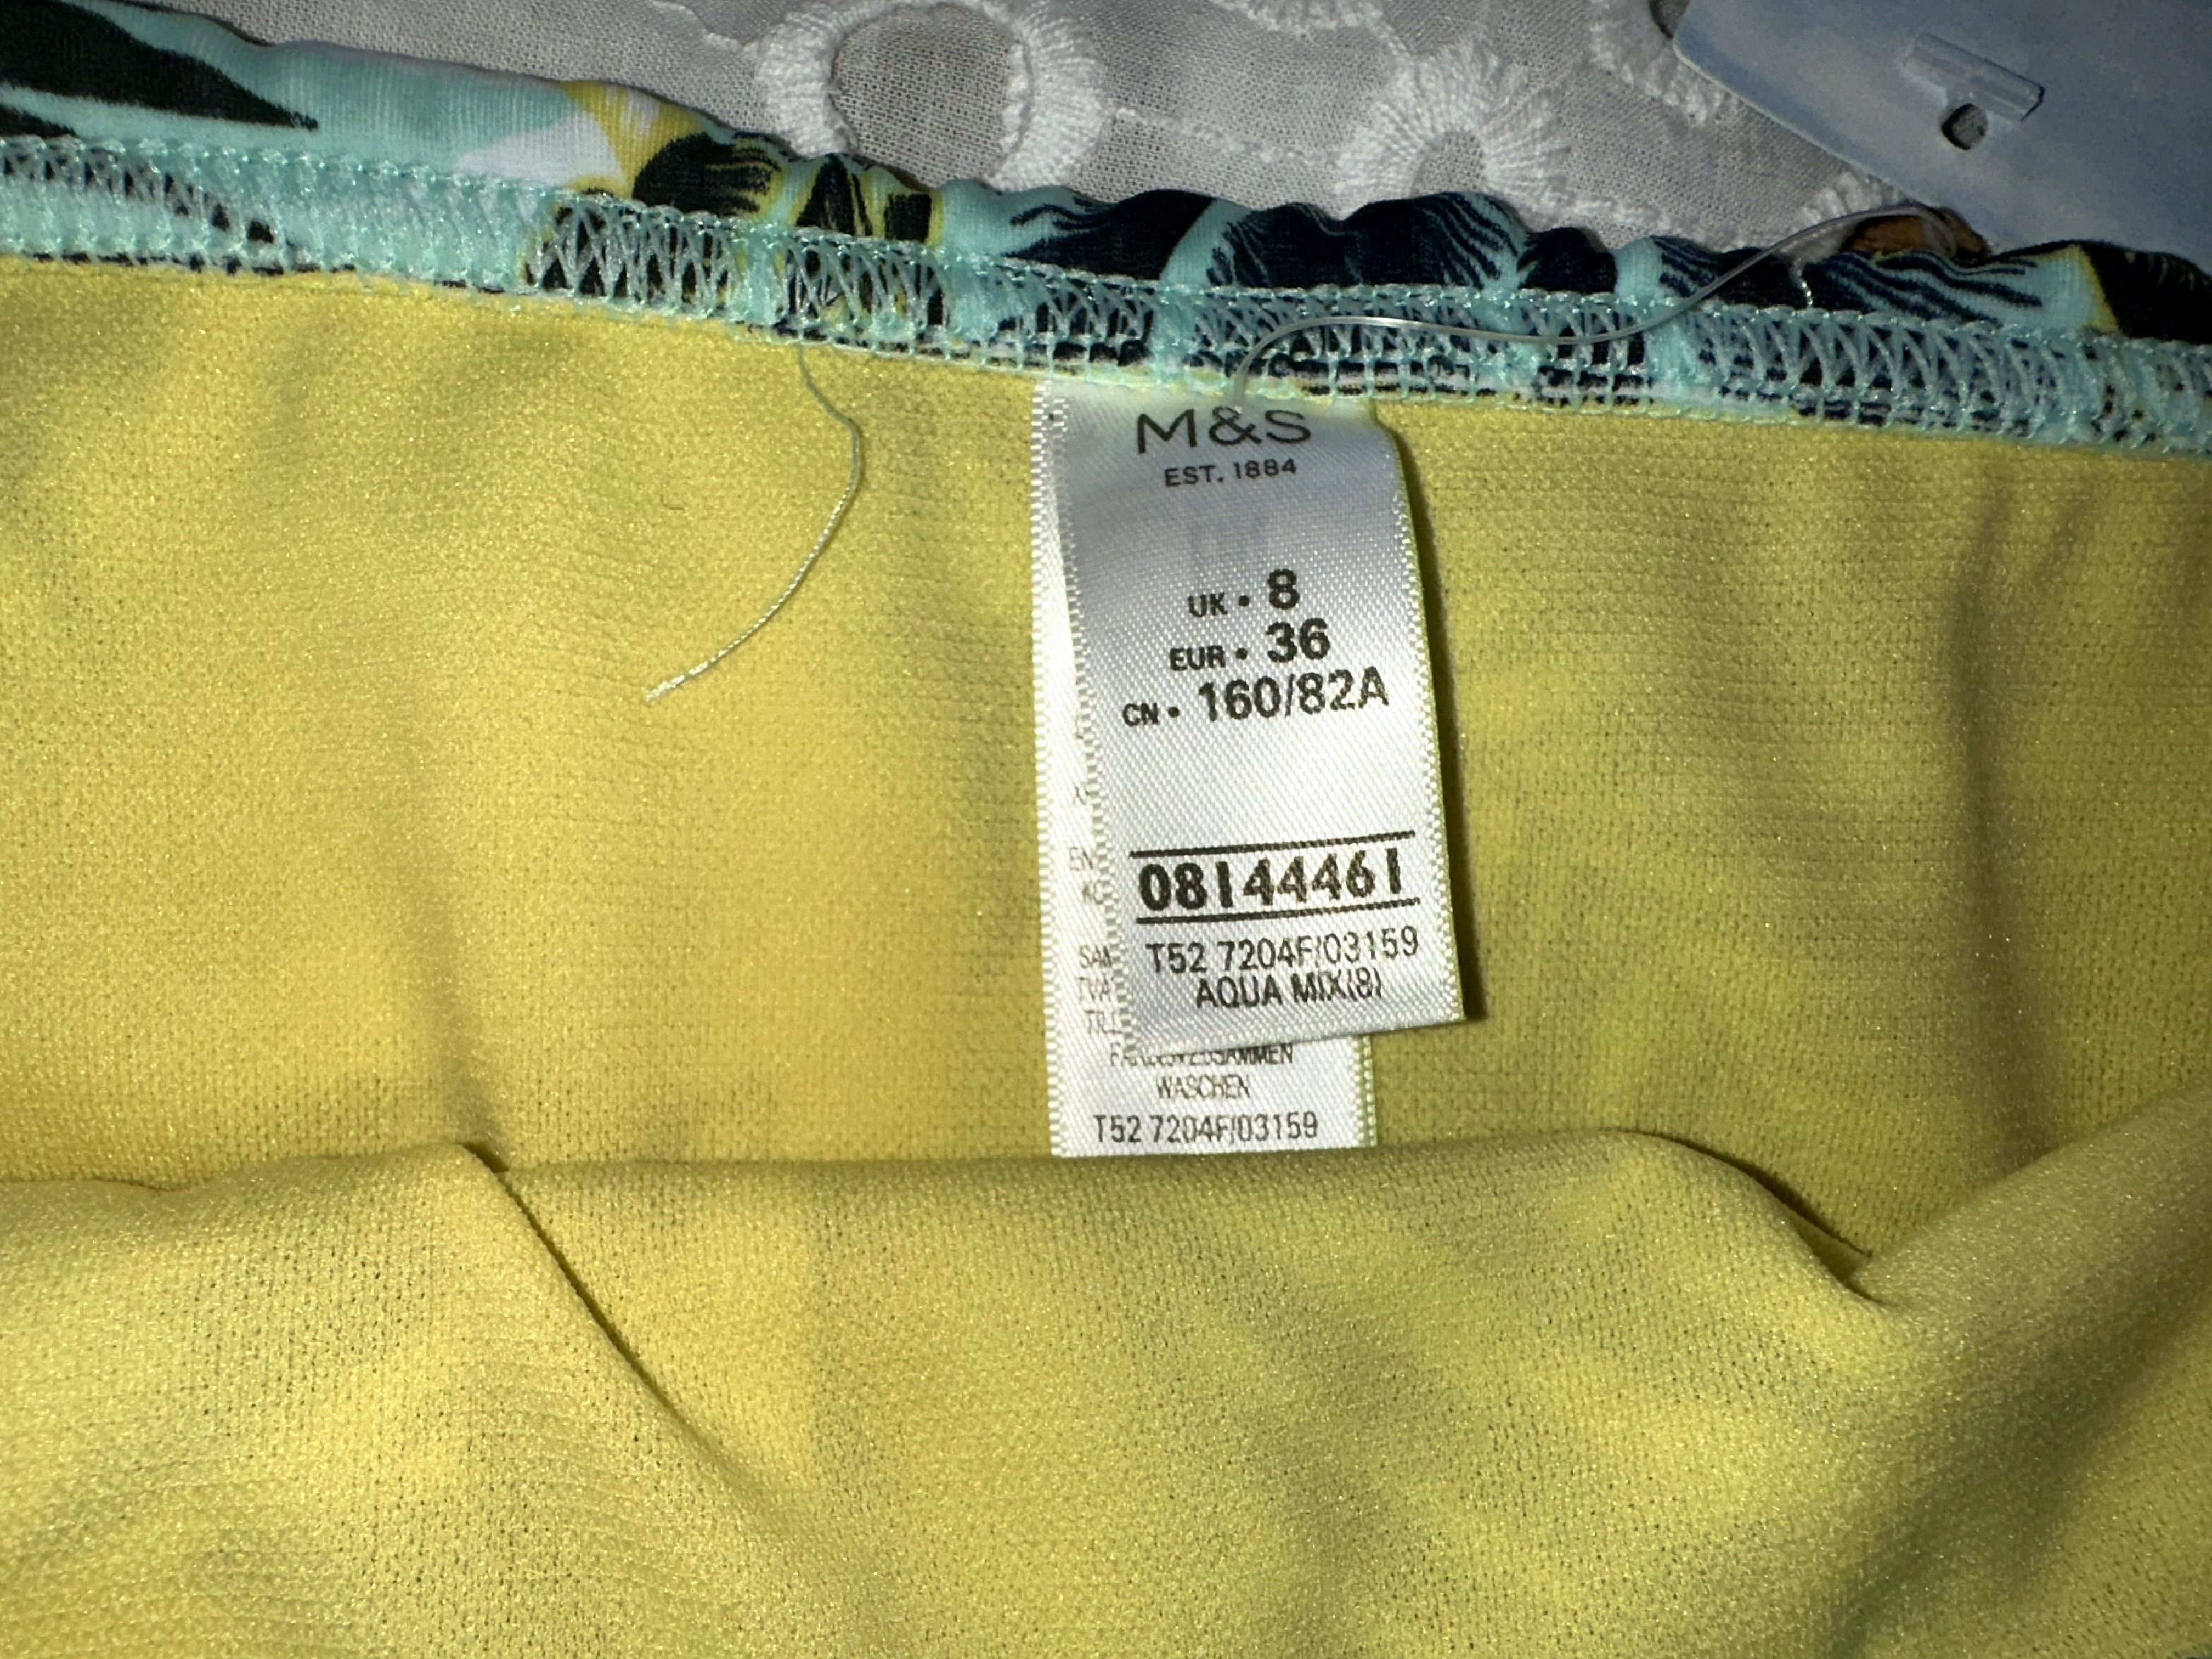 M&S
EST. 1884
UK • 8
EUR • 36
CN • 160/82A
08144461
T52 7204F/03159
AQUA MIX(8)
WASCHEN
T52 7204F/03159